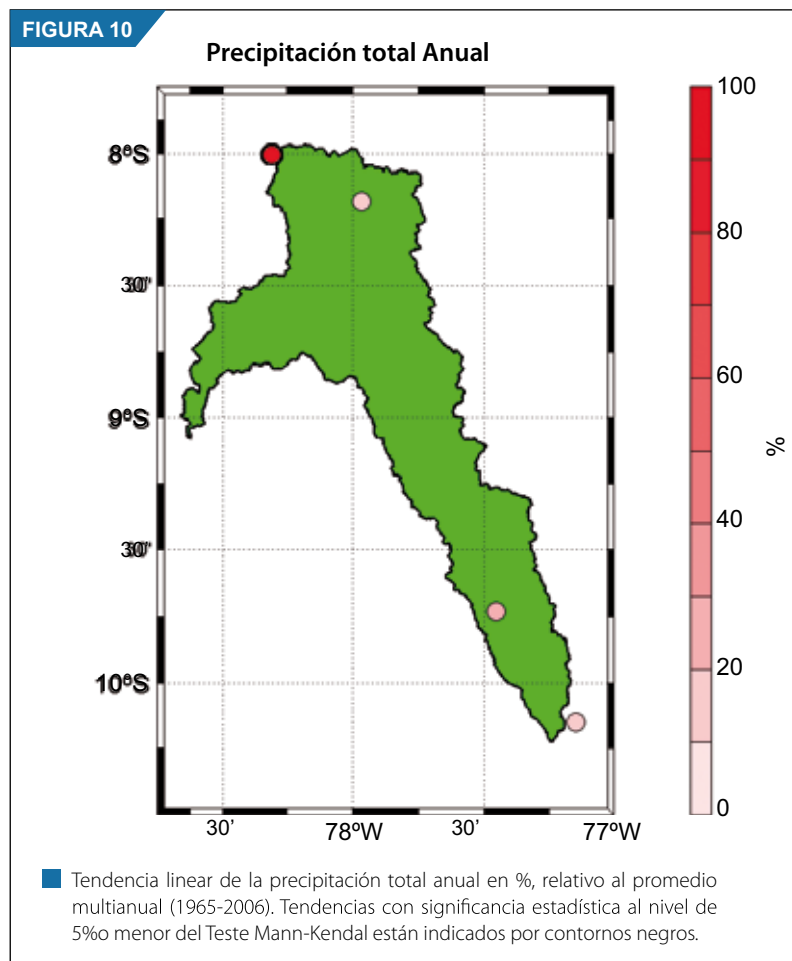 FIGURA 10
Precipitación total Anual
100
8ºS
80
30"
60
9ºS
%
40
30"
20
10ºS
0
30'
78ºW
30'
77ºW
Tendencia linear de la precipitación total anual en %, relativo al promedio
multianual (1965-2006). Tendencias con significancia estadística al nivel de
5%o menor del Teste Mann-Kendal están indicados por contornos negros.